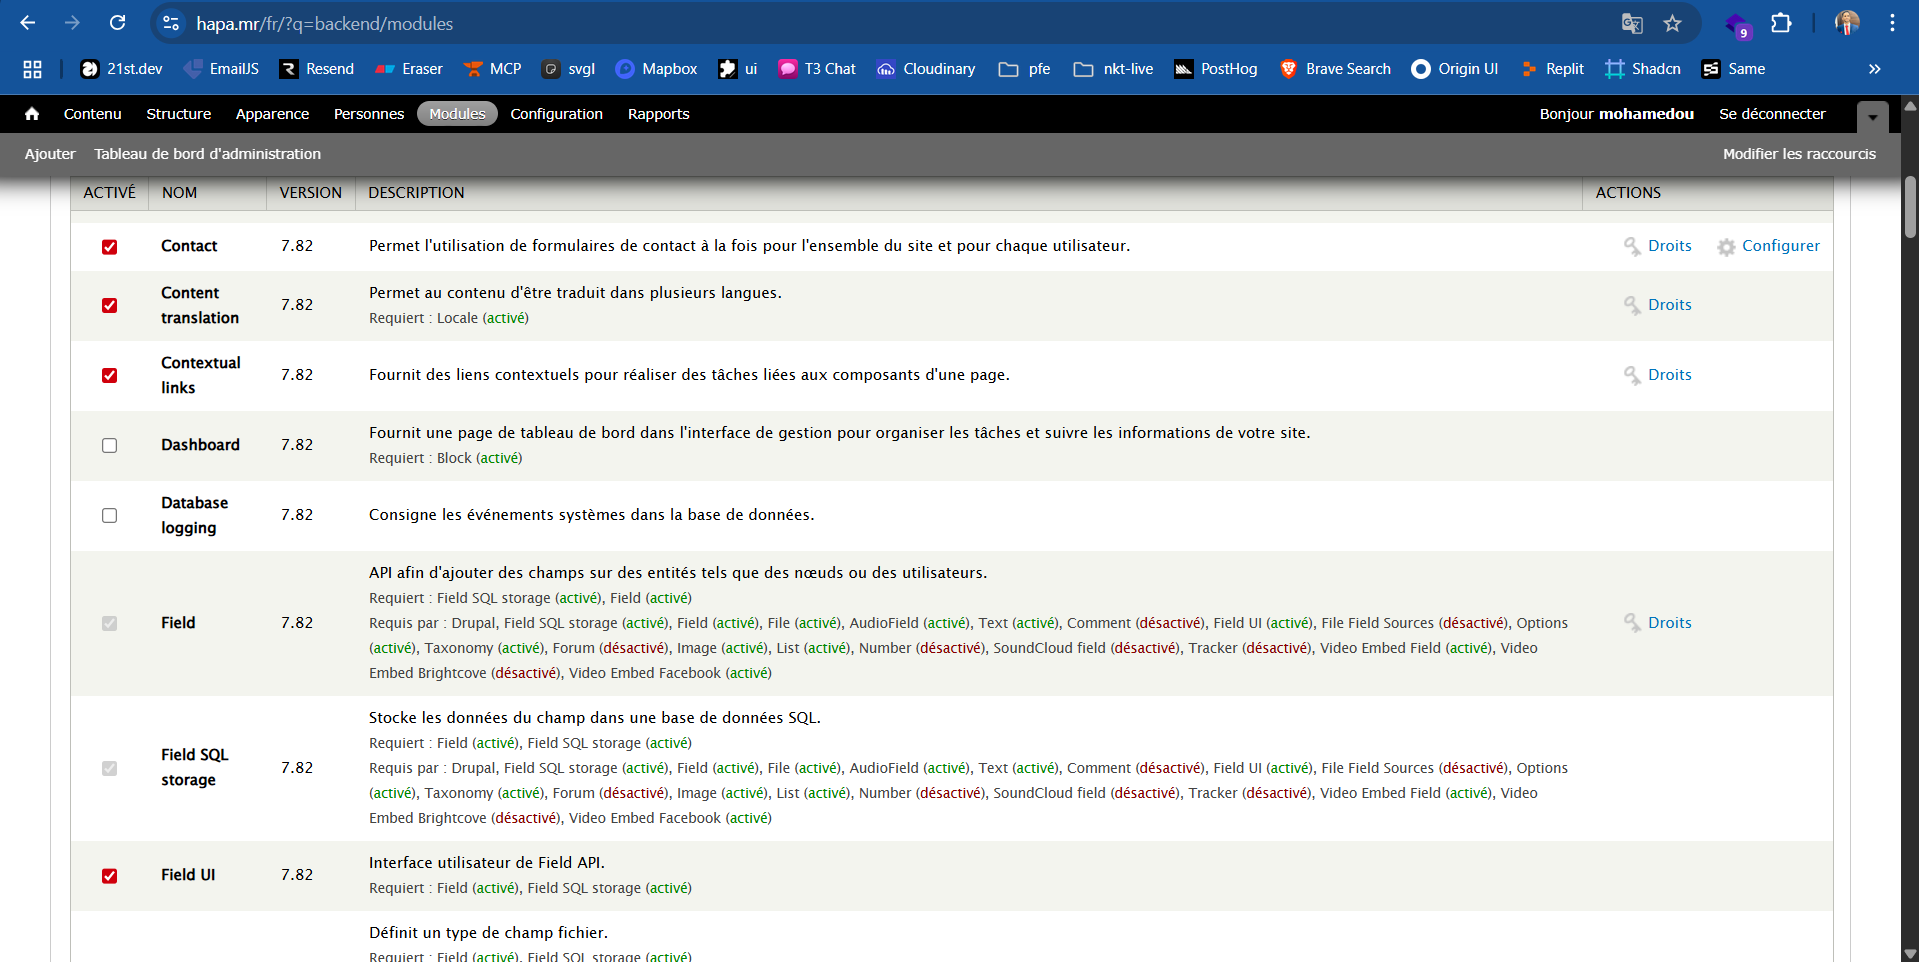 hapa.mr/fr/?q=backend/modules
9
21st.dev EmailJS Resend Eraser MCP svgl Mapbox ui T3 Chat Cloudinary pfe nkt-live PostHog Brave Search Origin UI Replit Shadcn Same
Contenu Structure Apparence Personnes Modules Configuration Rapports Bonjour mohamedou Se déconnecter
Ajouter Tableau de bord d'administration Modifier les raccourcis
ACTIVÉ NOM VERSION DESCRIPTION ACTIONS
Contact 7.82 Permet l'utilisation de formulaires de contact à la fois pour l'ensemble du site et pour chaque utilisateur. Droits Configurer
Content translation 7.82 Permet au contenu d'être traduit dans plusieurs langues. Droits
Requiert : Locale (activé)
Contextual links 7.82 Fournit des liens contextuels pour réaliser des tâches liées aux composants d'une page. Droits
Dashboard 7.82 Fournit une page de tableau de bord dans l'interface de gestion pour organiser les tâches et suivre les informations de votre site.
Requiert : Block (activé)
Database logging 7.82 Consigne les événements systèmes dans la base de données.
Field 7.82 API afin d'ajouter des champs sur des entités tels que des nœuds ou des utilisateurs. Droits
Requiert : Field SQL storage (activé), Field (activé)
Requis par : Drupal, Field SQL storage (activé), Field (activé), File (activé), AudioField (activé), Text (activé), Comment (désactivé), Field UI (activé), File Field Sources (désactivé), Options
(activé), Taxonomy (activé), Forum (désactivé), Image (activé), List (activé), Number (désactivé), SoundCloud field (désactivé), Tracker (désactivé), Video Embed Field (activé), Video
Embed Brightcove (désactivé), Video Embed Facebook (activé)
Field SQL storage 7.82 Stocke les données du champ dans une base de données SQL.
Requiert : Field (activé), Field SQL storage (activé)
Requis par : Drupal, Field SQL storage (activé), Field (activé), File (activé), AudioField (activé), Text (activé), Comment (désactivé), Field UI (activé), File Field Sources (désactivé), Options
(activé), Taxonomy (activé), Forum (désactivé), Image (activé), List (activé), Number (désactivé), SoundCloud field (désactivé), Tracker (désactivé), Video Embed Field (activé), Video
Embed Brightcove (désactivé), Video Embed Facebook (activé)
Field UI 7.82 Interface utilisateur de Field API.
Requiert : Field (activé), Field SQL storage (activé)
Définit un type de champ fichier.
Requiert : Field (activé), Field SQL storage (activé)